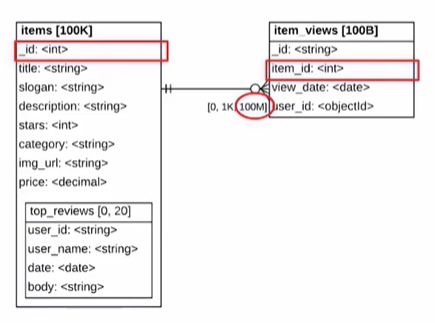 items [100K]
_id: <int>
title: <string>
slogan: <string>
description: <string>
stars: <int>
category: <string>
img_url: <string>
price: <decimal>
top_reviews [0, 20]
user_id: <string>
user_name: <string>
date: <date>
body: <string>
[0, 1K, 100M]
item_views [100B]
_id: <string>
item_id: <int>
view_date: <date>
user_id: <objectId>